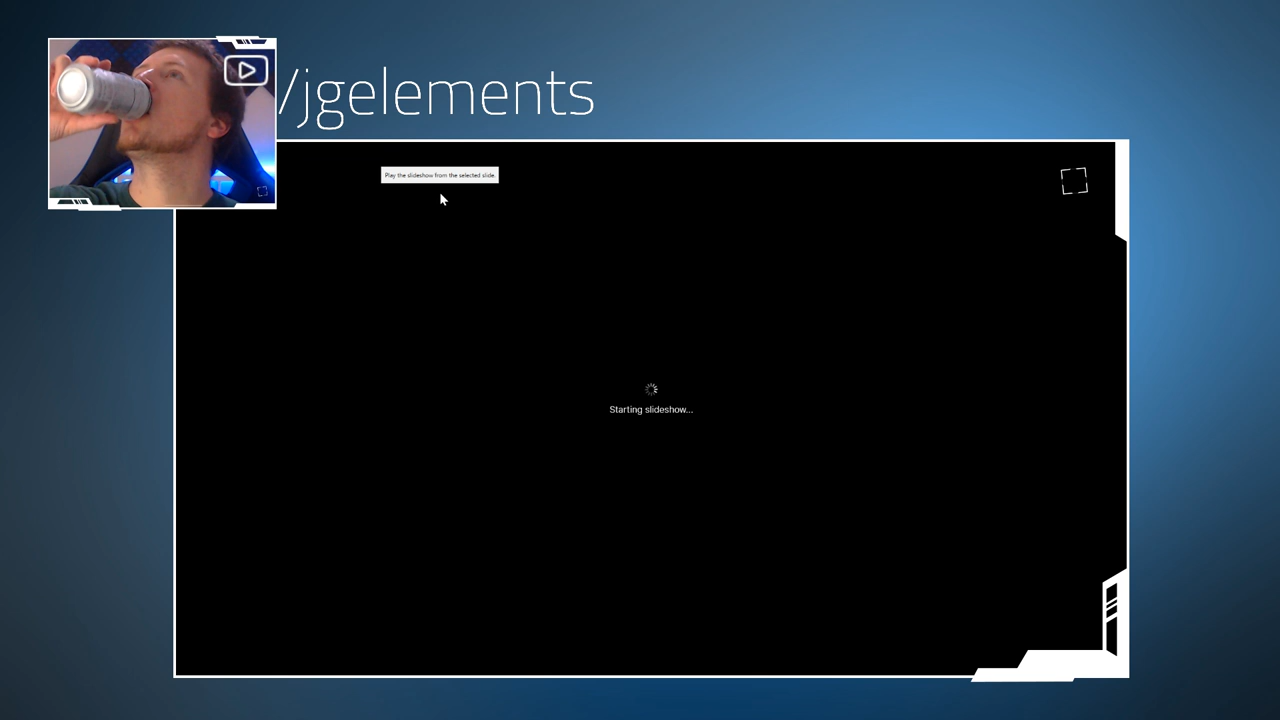 /jgelements
Play the slideshow from the selected slide.
Starting slideshow...